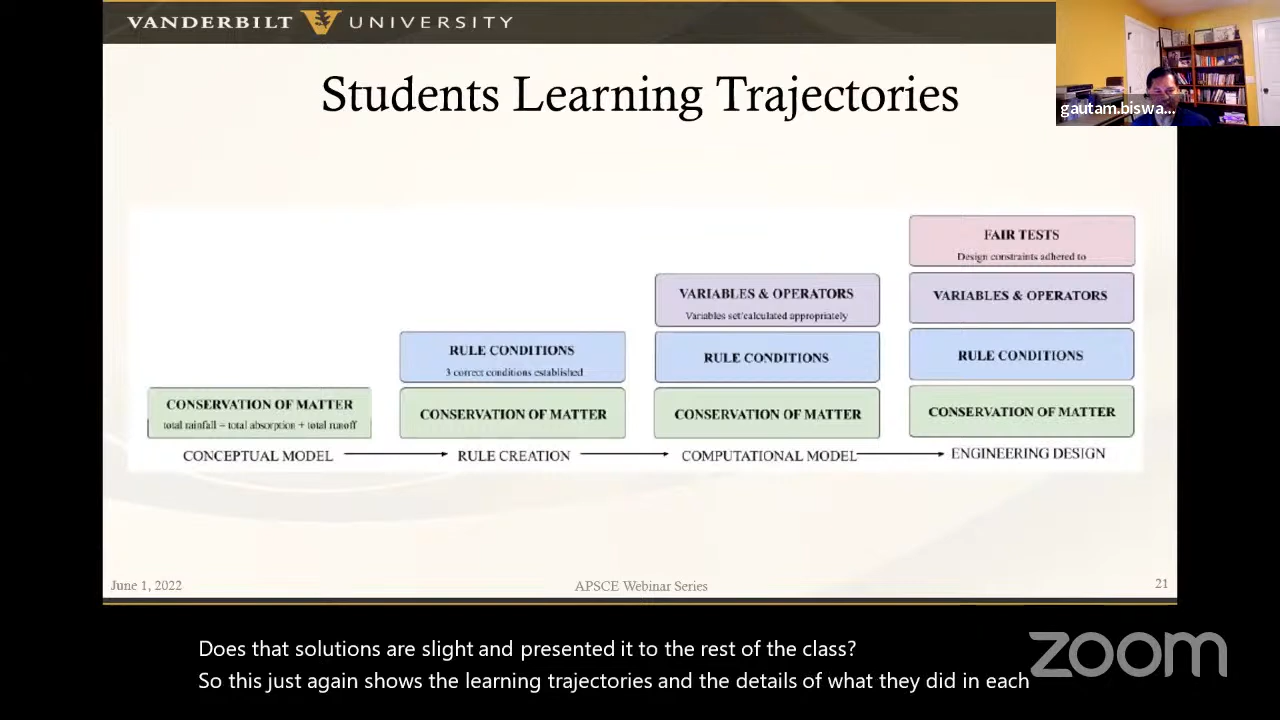 VANDERBILT V UNIVERSITY
Students Learning Trajectories
gautam.biswa...
FAIR TESTS
Design constraints adhered to
VARIABLES & OPERATORS
Variables set/calculated appropriately
VARIABLES & OPERATORS
RULE CONDITIONS
3 correct conditions established
RULE CONDITIONS
RULE CONDITIONS
CONSERVATION OF MATTER
total rainfall = total absorption + total runoff
CONSERVATION OF MATTER
CONSERVATION OF MATTER
CONSERVATION OF MATTER
CONCEPTUAL MODEL
RULE CREATION
COMPUTATIONAL MODEL
ENGINEERING DESIGN
June 1, 2022
APSCE Webinar Series
21
Does that solutions are slight and presented it to the rest of the class?
So this just again shows the learning trajectories and the details of what they did in each
zoom